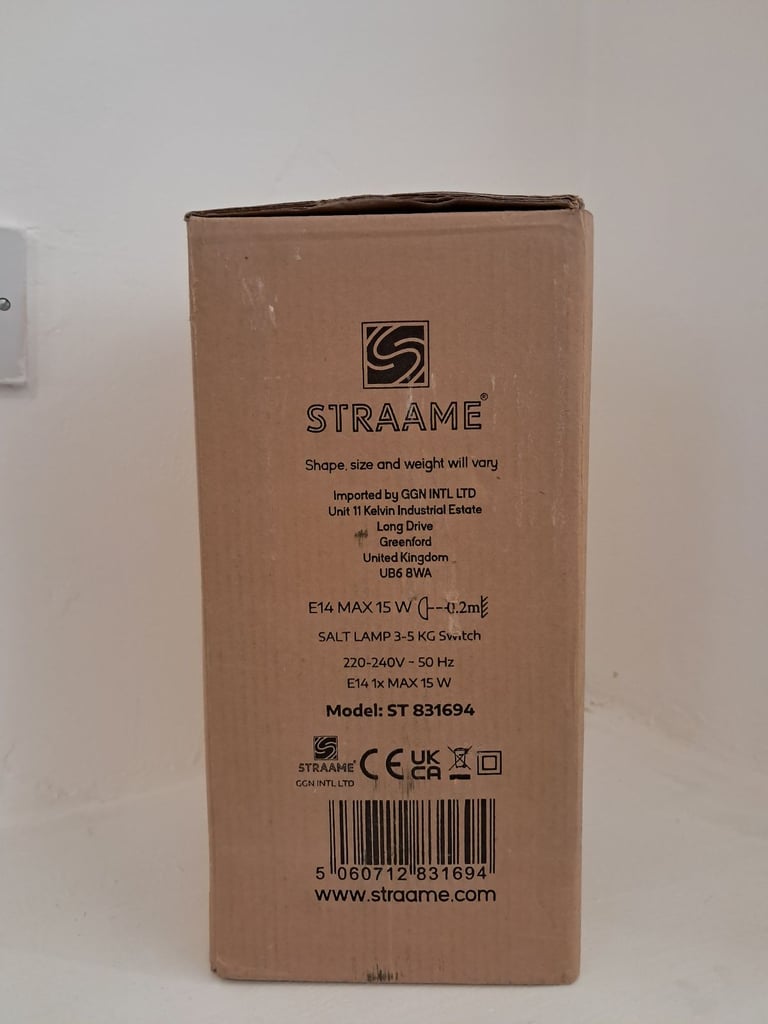 STRAAME®
Shape, size and weight will vary
Imported by GGN INTL LTD
Unit 11 Kelvin Industrial Estate
Long Drive
Greenford
United Kingdom
UB6 8WA
E14 MAX 15 W 0.2m
SALT LAMP 3-5 KG Switch
220-240V ~ 50 Hz
E14 1x MAX 15 W
Model: ST 831694
STRAAME® CE UK CA
GGN INTL LTD
5 060712 831694
www.straame.com